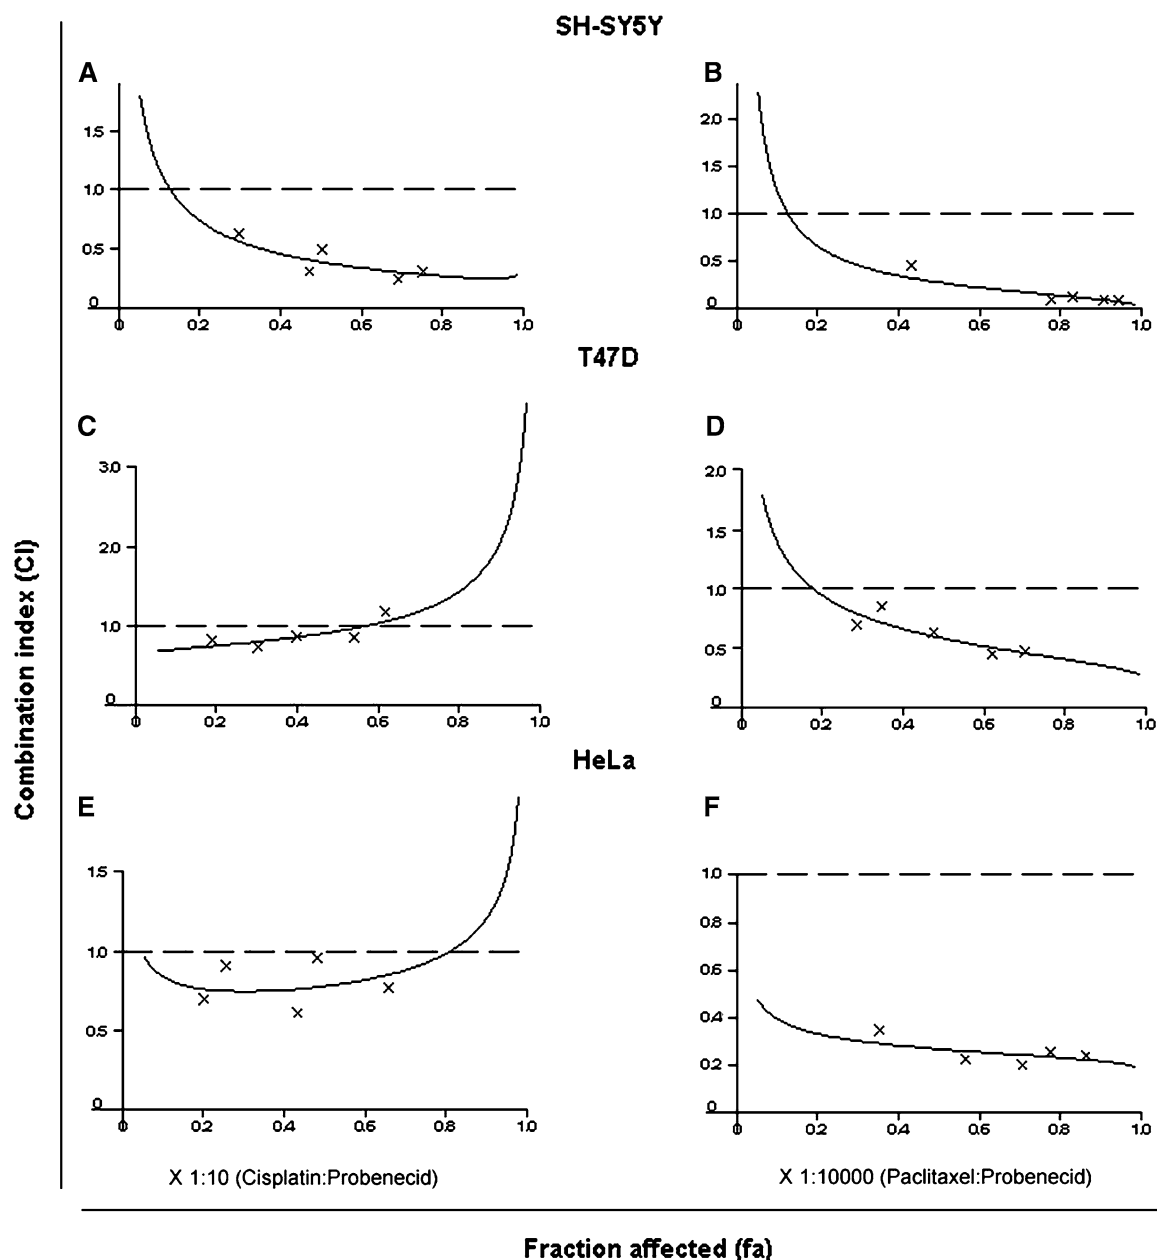 SH-SY5Y
A
1.5
1.0
0.5
0
0 0.2 0.4 0.6 0.8 1.0
B
2.0
1.5
1.0
0.5
0
0 0.2 0.4 0.6 0.8 1.0
T47D
C
3.0
2.0
1.0
0
0 0.2 0.4 0.6 0.8 1.0
D
2.0
1.5
1.0
0.5
0
0 0.2 0.4 0.6 0.8 1.0
HeLa
E
1.5
1.0
0.5
0
0 0.2 0.4 0.6 0.8 1.0
F
1.0
0.8
0.6
0.4
0.2
0
0 0.2 0.4 0.6 0.8 1.0
X 1:10 (Cisplatin:Probenecid)
X 1:10000 (Paclitaxel:Probenecid)
Combination index (CI)
Fraction affected (fa)